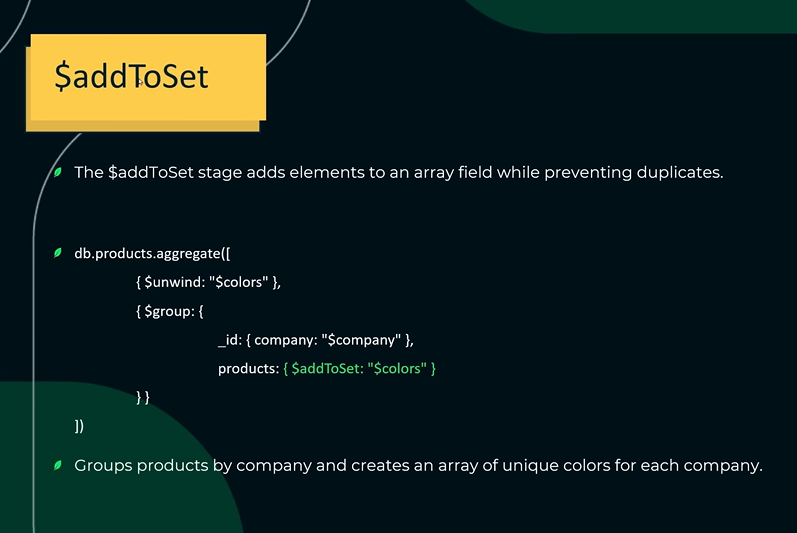 $addToSet
The $addToSet stage adds elements to an array field while preventing duplicates.
db.products.aggregate([
{ $unwind: "$colors" },
{ $group: {
_id: { company: "$company" },
products: { $addToSet: "$colors" }
} }
])
Groups products by company and creates an array of unique colors for each company.